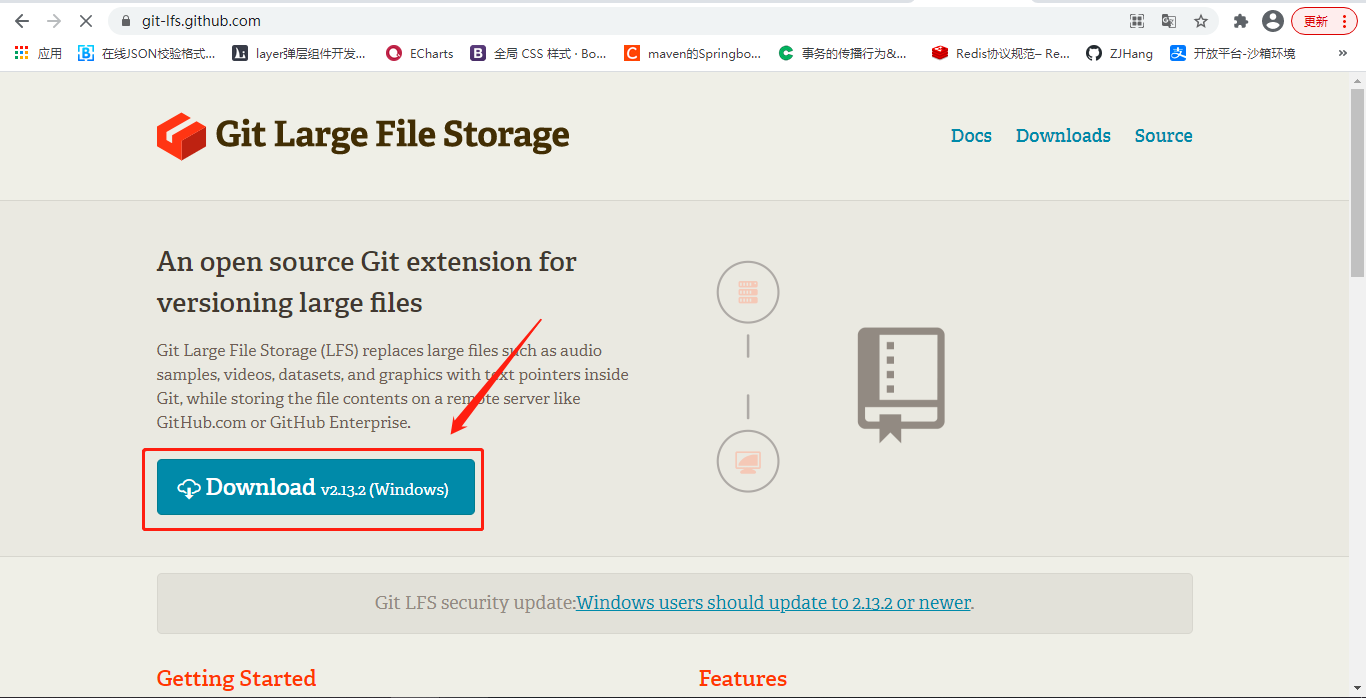 git-lfs.github.com
更新
应用
在线JSON校验格式...
layer弹层组件开发...
ECharts
全局 CSS 样式 · Bo...
maven的Springbo...
事务的传播行为&...
Redis协议规范– Re...
ZJHang
开放平台-沙箱环境
»
Git Large File Storage
Docs
Downloads
Source
An open source Git extension for
versioning large files
Git Large File Storage (LFS) replaces large files such as audio
samples, videos, datasets, and graphics with text pointers inside
Git, while storing the file contents on a remote server like
GitHub.com or GitHub Enterprise.
Download v2.13.2 (Windows)
Git LFS security update:Windows users should update to 2.13.2 or newer.
Getting Started
Features